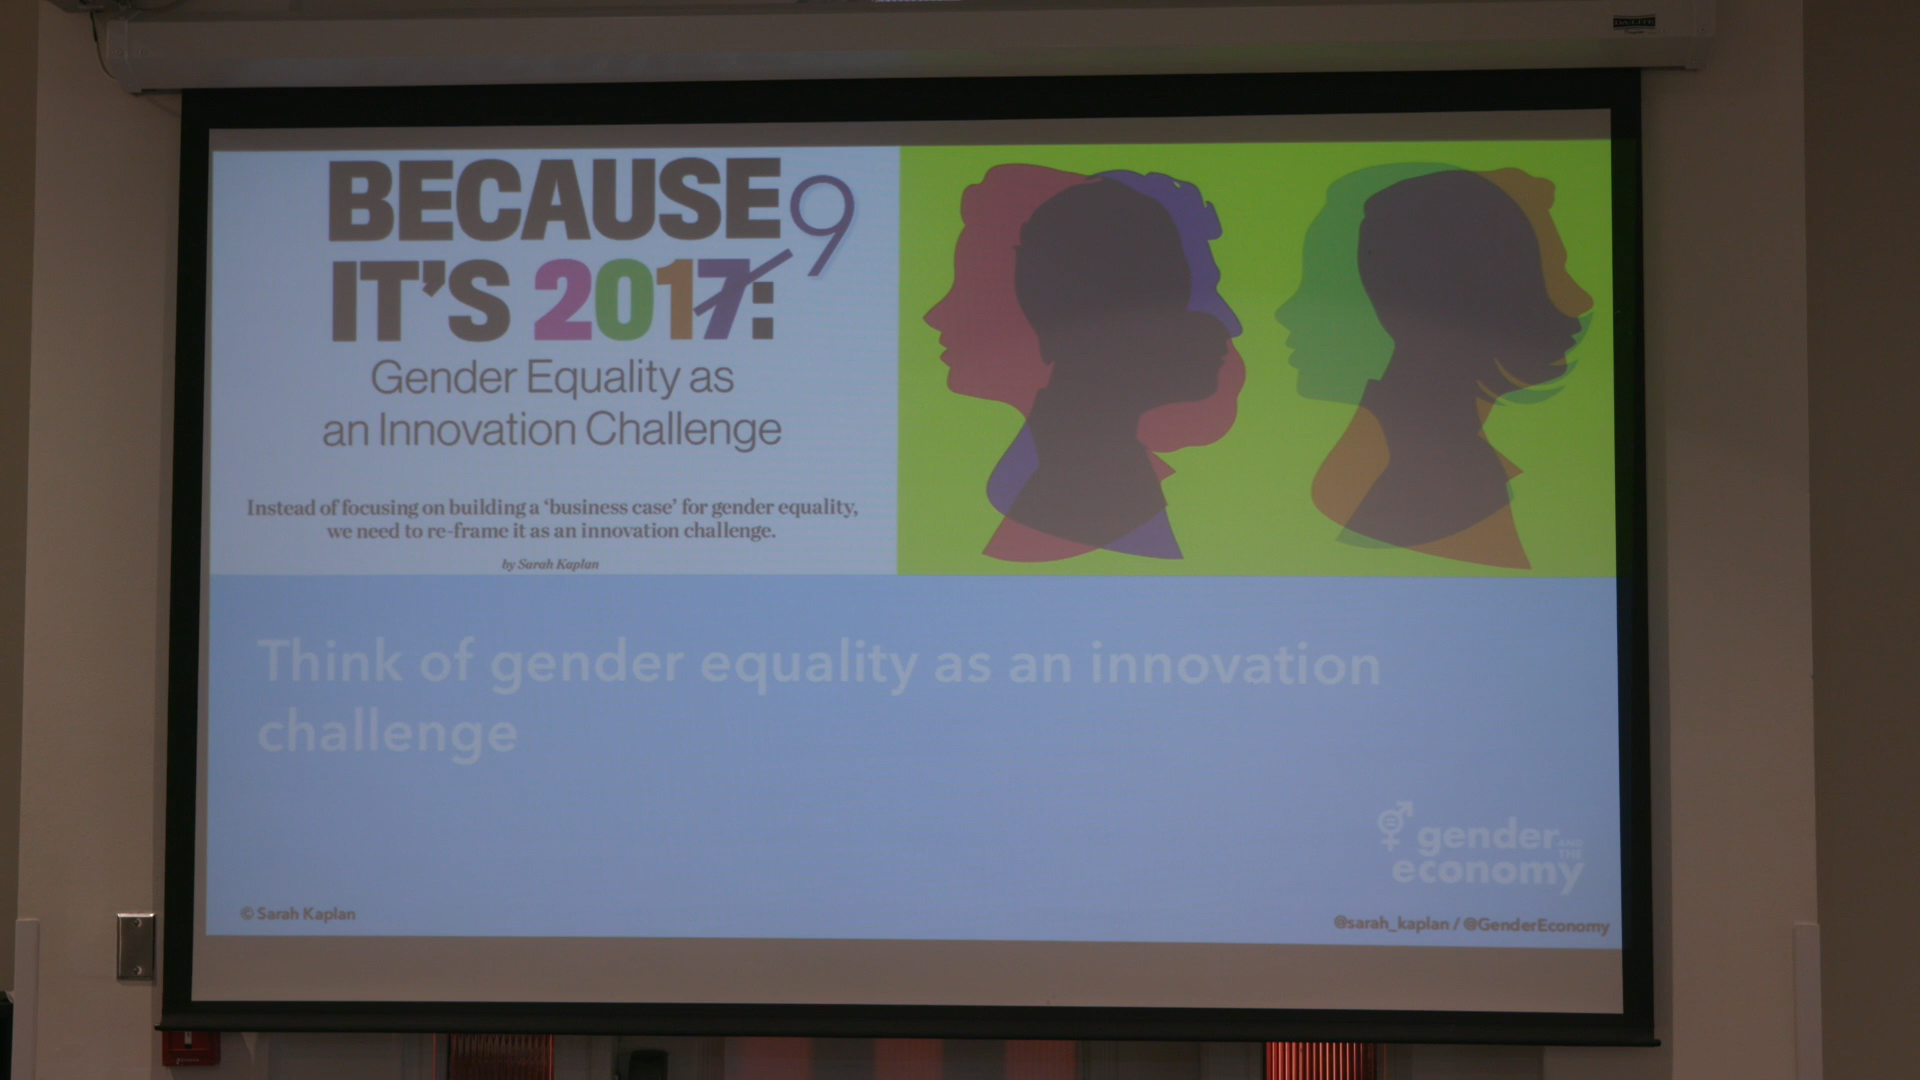 BECAUSE 9
IT'S 2017:
Gender Equality as
an Innovation Challenge
Instead of focusing on building a 'business case' for gender equality,
we need to re-frame it as an innovation challenge.
by Sarah Kaplan
Think of gender equality as an innovation
challenge
gender AND
THE
economy
© Sarah Kaplan
@sarah_kaplan / @GenderEconomy